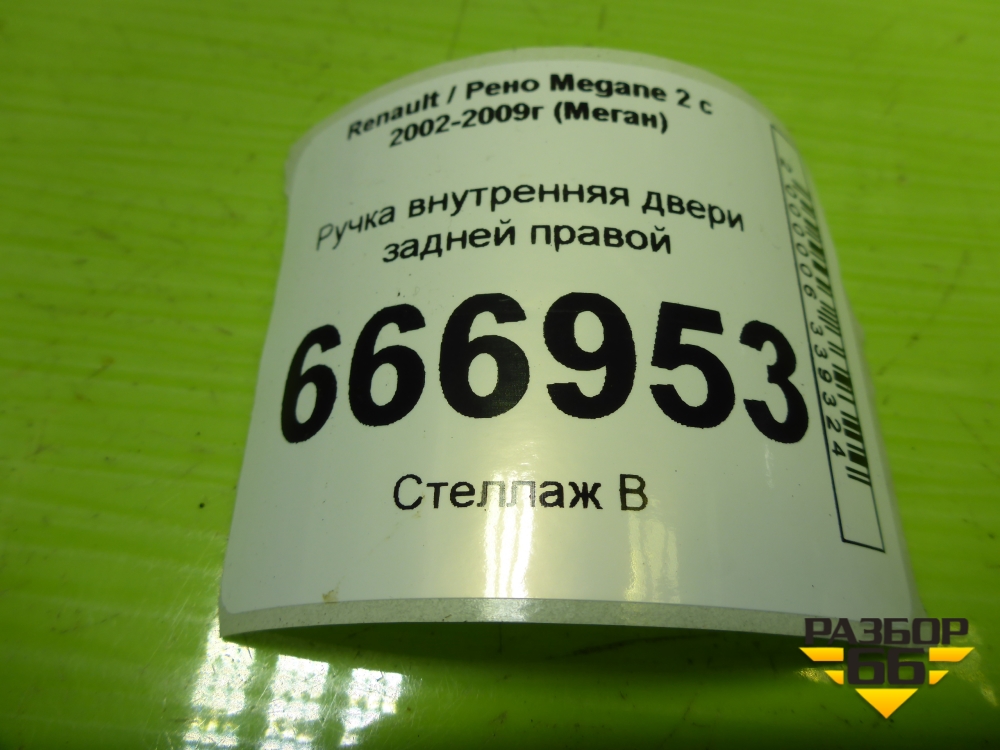 Renault / Рено Megane 2 с
2002-2009г (Меган)
Ручка внутренняя двери
задней правой
666953
Стеллаж В
2000006339324
РАЗБОР
66